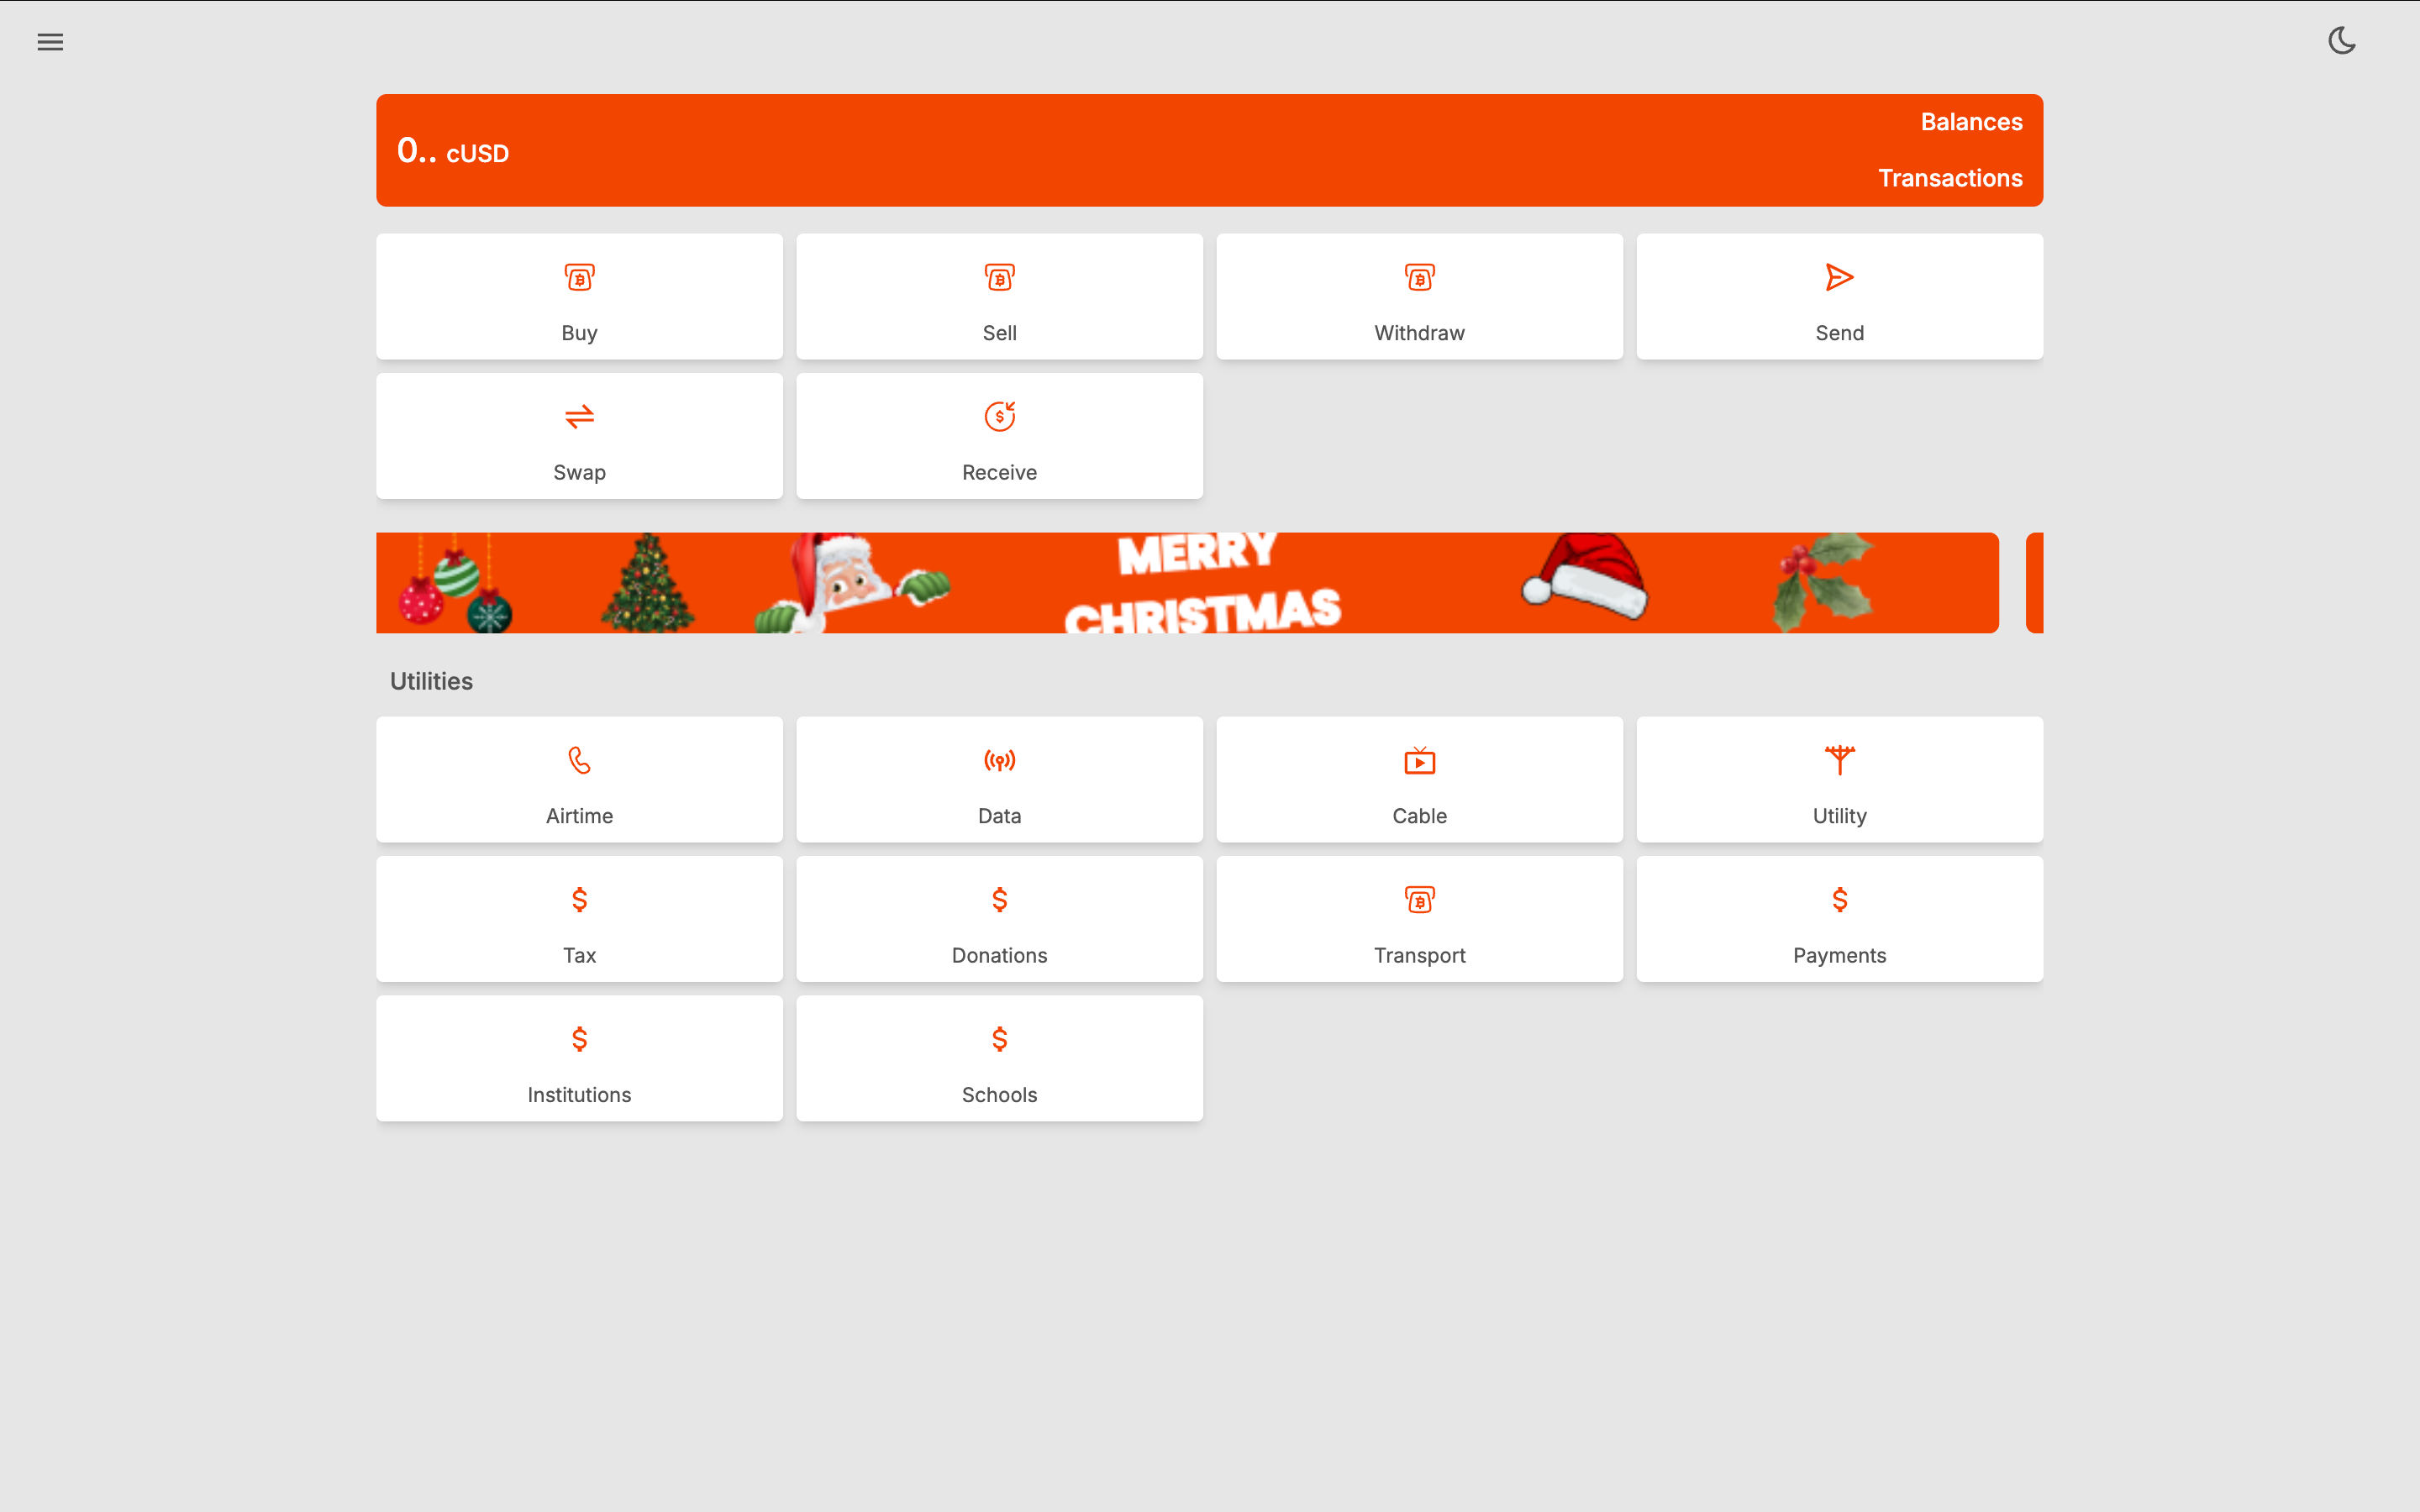 0.. cUSD
Balances
Transactions
Buy
Sell
Withdraw
Send
Swap
Receive
MERRY
CHRISTMAS
Utilities
Airtime
Data
Cable
Utility
Tax
Donations
Transport
Payments
Institutions
Schools